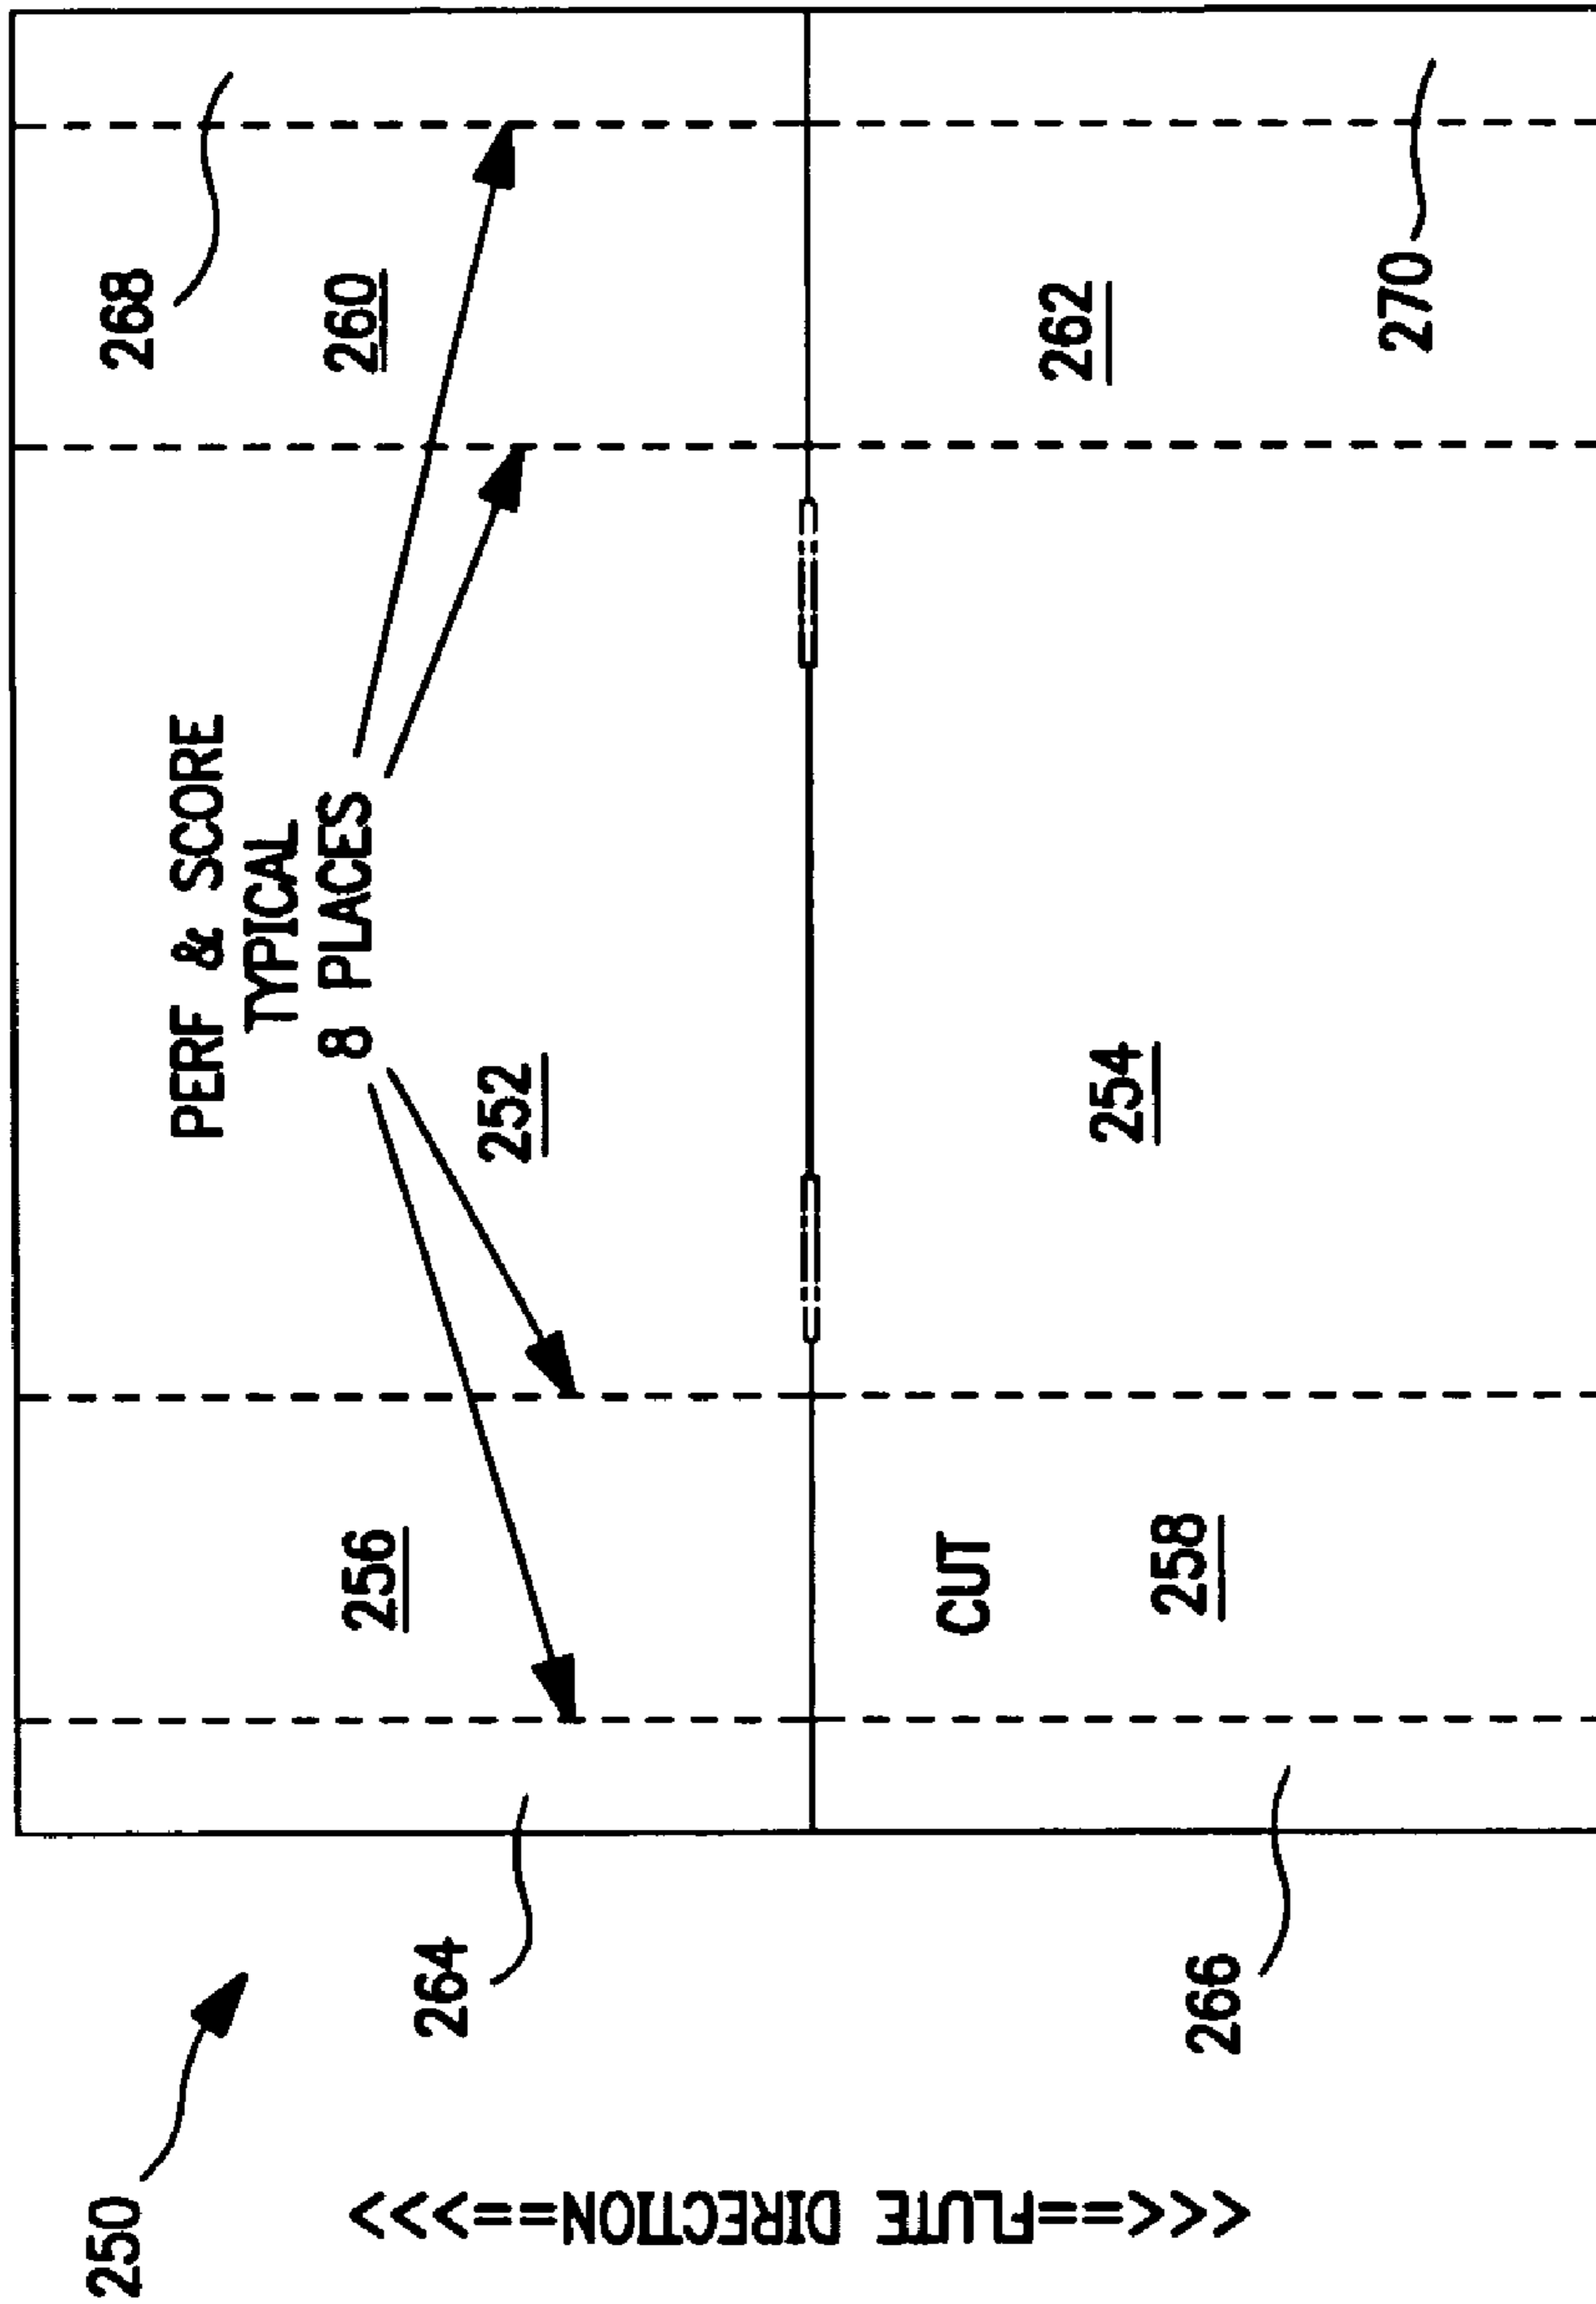 250
<<<==FLUTE DIRECTION==>>>
PERF & SCORE
TYPICAL
8 PLACES
268
260
256
252
264
CUT
262
254
258
266
270